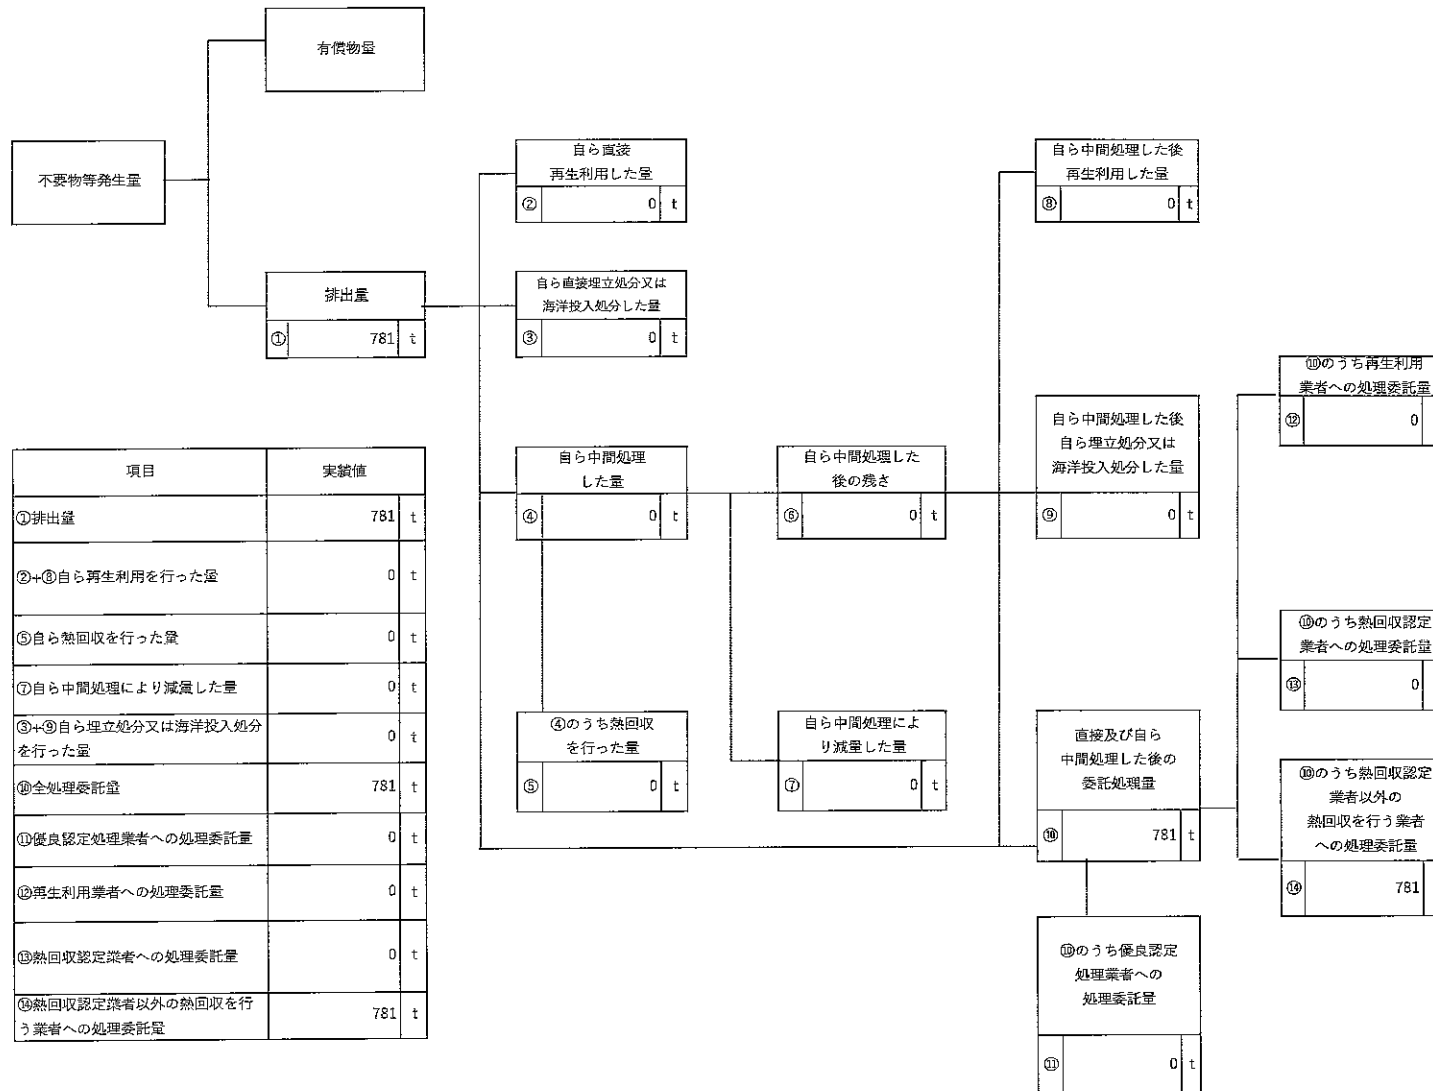 有償物量
不要物等発生量
排出量
① 781 t
自ら直接
再生利用した量
② 0 t
自ら直接埋立処分又は
海洋投入処分した量
③ 0 t
自ら中間処理
した量
④ 0 t
④のうち熱回収
を行った量
⑤ 0 t
自ら中間処理した
後の残さ
⑥ 0 t
自ら中間処理によ
り減量した量
⑦ 0 t
自ら中間処理した後
再生利用した量
⑧ 0 t
自ら中間処理した後
自ら埋立処分又は
海洋投入処分した量
⑨ 0 t
直接及び自ら
中間処理した後の
委託処理量
⑩ 781 t
⑩のうち優良認定
処理業者への
処理委託量
⑪ 0 t
⑩のうち再生利用
業者への処理委託量
⑫ 0
⑩のうち熱回収認定
業者への処理委託量
⑬ 0
⑩のうち熱回収認定
業者以外の
熱回収を行う業者
への処理委託量
⑭ 781
項目 実績値
①排出量 781 t
②+⑧自ら再生利用を行った量 0 t
⑤自ら熱回収を行った量 0 t
⑦自ら中間処理により減量した量 0 t
③+⑨自ら埋立処分又は海洋投入処分
を行った量 0 t
⑩全処理委託量 781 t
⑪優良認定処理業者への処理委託量 0 t
⑫再生利用業者への処理委託量 0 t
⑬熱回収認定業者への処理委託量 0 t
⑭熱回収認定業者以外の熱回収を行
う業者への処理委託量 781 t